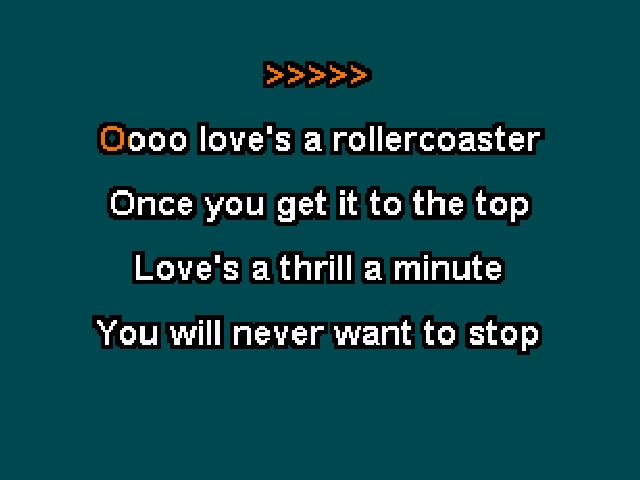 >>>>>
Oooo love's a rollercoaster
Once you get it to the top
Love's a thrill a minute
You will never want to stop